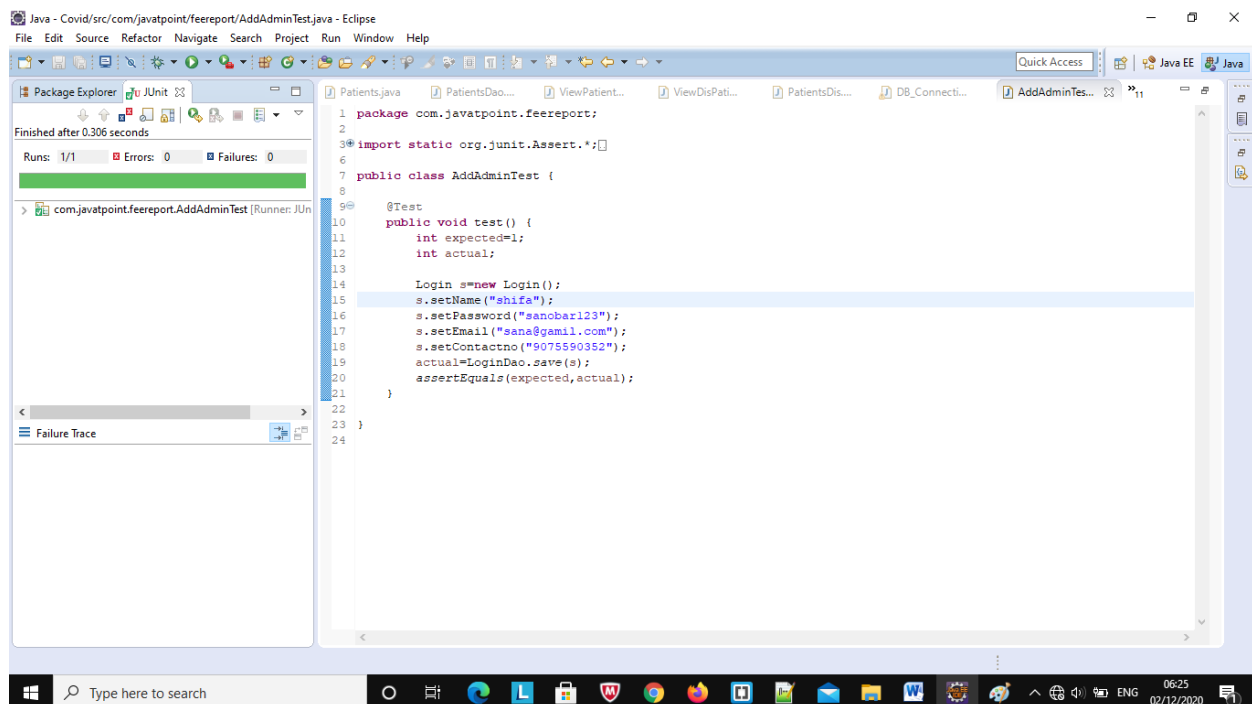 Java - Covid/src/com/javatpoint/feereport/AddAdminTest.java - Eclipse
File Edit Source Refactor Navigate Search Project Run Window Help
Quick Access Java EE Java
Package Explorer JUnit
Patients.java PatientsDao.... ViewPatient... ViewDisPati... PatientsDis.... DB_Connecti... AddAdminTes... »11
Finished after 0.306 seconds
Runs: 1/1 Errors: 0 Failures: 0
com.javatpoint.feereport.AddAdminTest [Runner: JUn
Failure Trace
1 package com.javatpoint.feereport;
2
3 import static org.junit.Assert.*;
6
7 public class AddAdminTest {
8
9 @Test
10 public void test() {
11 int expected=1;
12 int actual;
13
14 Login s=new Login();
15 s.setName("shifa");
16 s.setPassword("sanobar123");
17 s.setEmail("sana@gamil.com");
18 s.setContactno("9075590352");
19 actual=LoginDao.save(s);
20 assertEquals(expected,actual);
21 }
22
23 }
24
Type here to search
ENG
06:25
02/12/2020